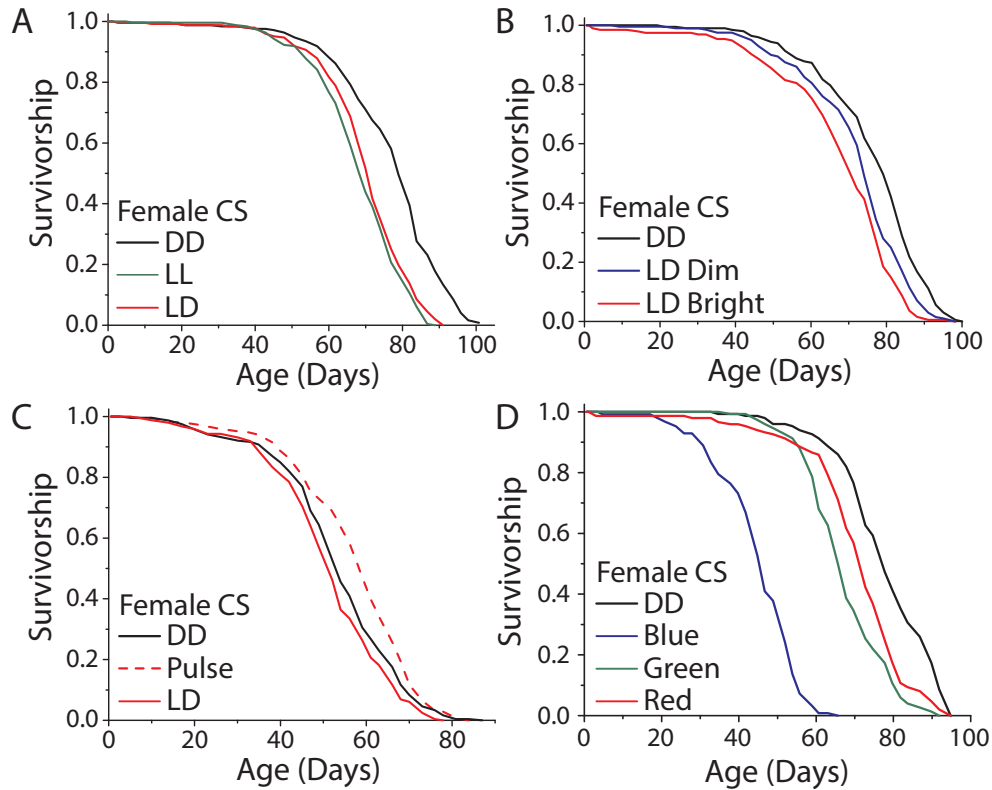 A
Survivorship
1.0
0.8
0.6
0.4
0.2
0.0
Female CS
DD
LL
LD
0 20 40 60 80 100
Age (Days)
B
Survivorship
1.0
0.8
0.6
0.4
0.2
0.0
Female CS
DD
LD Dim
LD Bright
0 20 40 60 80 100
Age (Days)
C
Survivorship
1.0
0.8
0.6
0.4
0.2
0.0
Female CS
DD
Pulse
LD
0 20 40 60 80
Age (Days)
D
Survivorship
1.0
0.8
0.6
0.4
0.2
0.0
Female CS
DD
Blue
Green
Red
0 20 40 60 80 100
Age (Days)